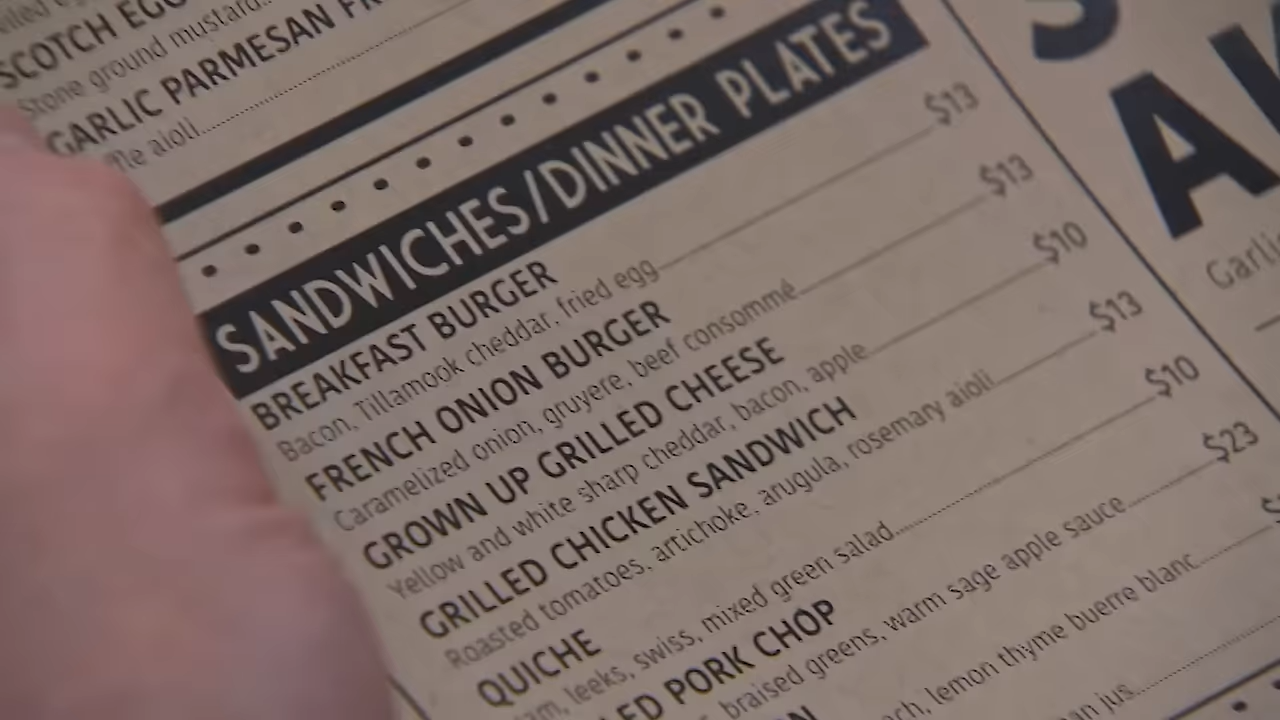 SCOTCH EGG
Stone ground mustard
GARLIC PARMESAN
aioli
SANDWICHES/DINNER PLATES
BREAKFAST BURGER
Bacon, Tillamook cheddar, fried egg $13
FRENCH ONION BURGER
Caramelized onion, gruyere, beef consommé $13
GROWN UP GRILLED CHEESE
Yellow and white sharp cheddar, bacon, apple $10
GRILLED CHICKEN SANDWICH
Roasted tomatoes, artichoke, arugula, rosemary aioli $13
QUICHE
leeks, swiss, mixed green salad $10
PORK CHOP
braised greens, warm sage apple sauce $23
lemon thyme buerre blanc
jus